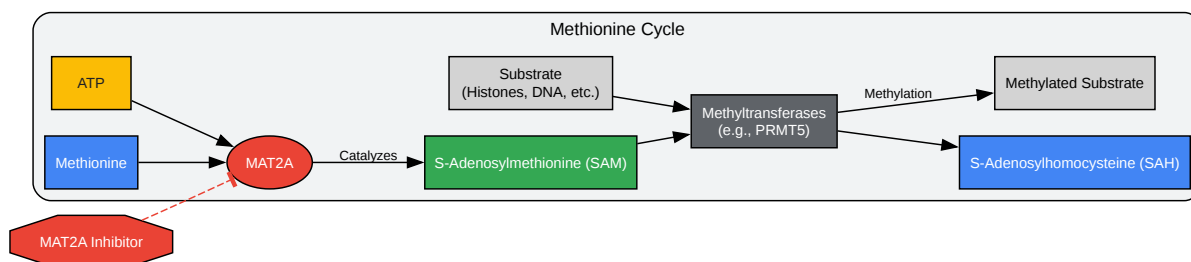 Methionine Cycle
ATP
Substrate
(Histones, DNA, etc.)
Methyltransferases
(e.g., PRMT5)
Methylation
Methylated Substrate
Methionine
MAT2A
Catalyzes
S-Adenosylmethionine (SAM)
S-Adenosylhomocysteine (SAH)
MAT2A Inhibitor